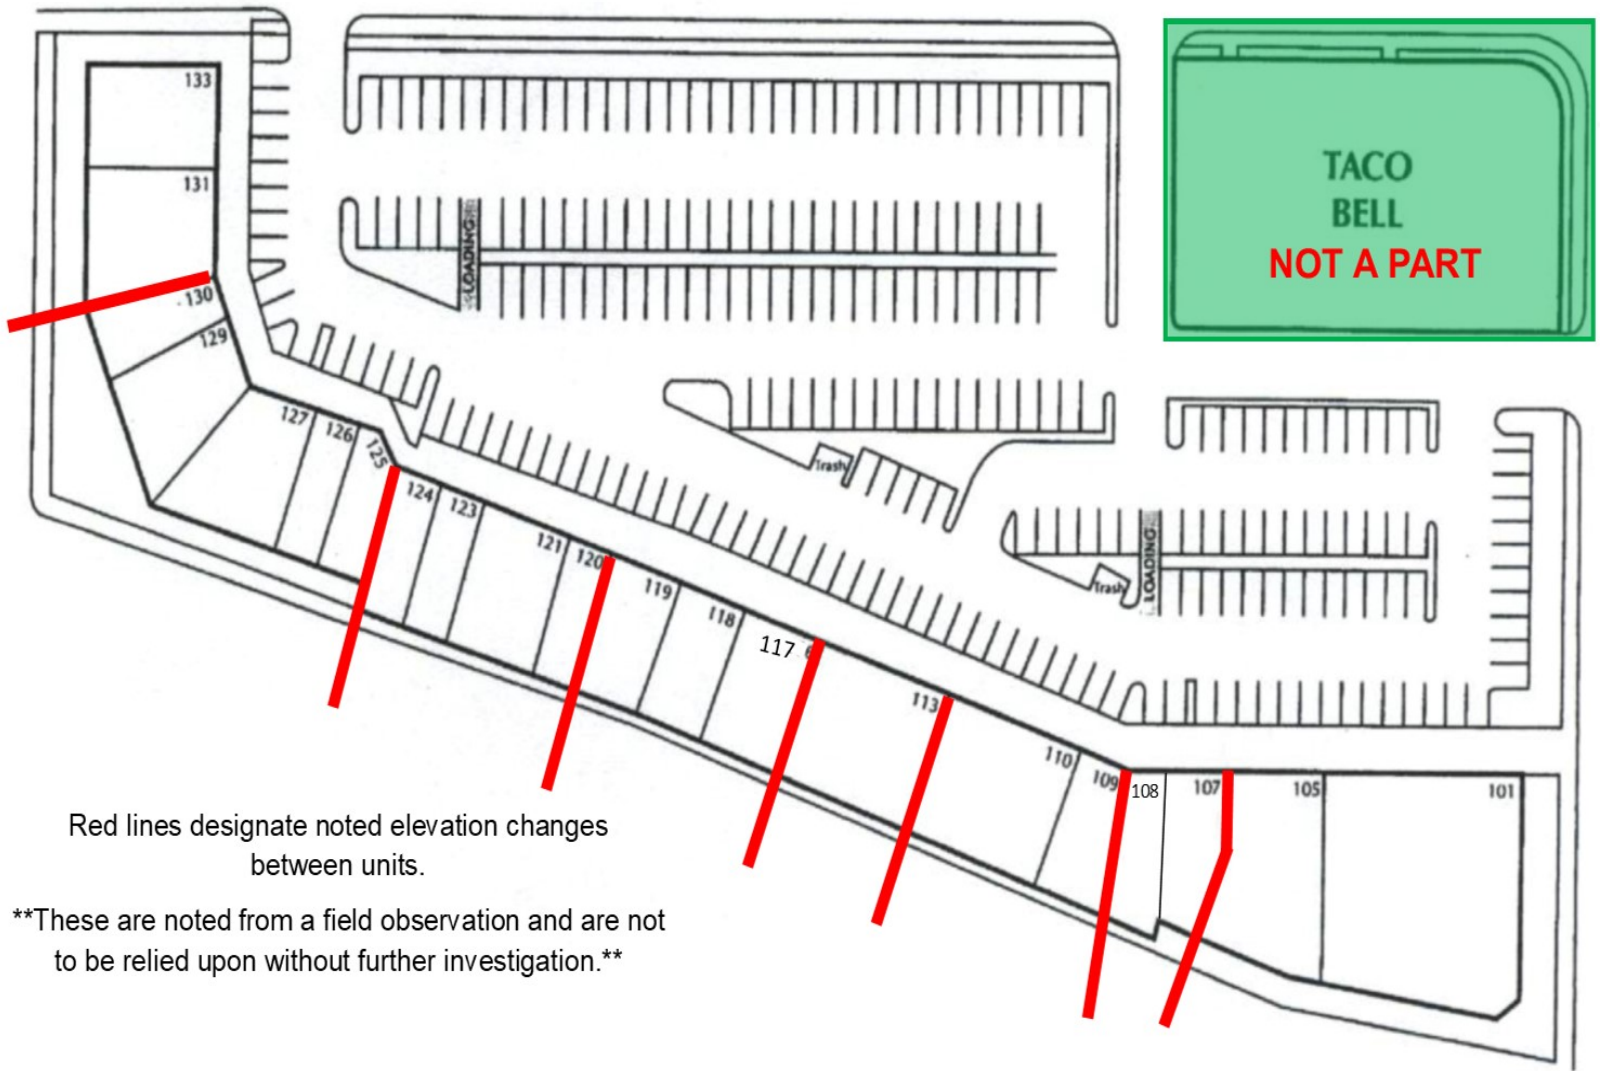 133
TACO
BELL
NOT A PART
131
LOADING
130
129
127
126
125
Trash
124
123
121
120
LOADING
Trash
119
118
117
113
110
109
108
107
105
101
Red lines designate noted elevation changes
between units.
**These are noted from a field observation and are not
to be relied upon without further investigation.**